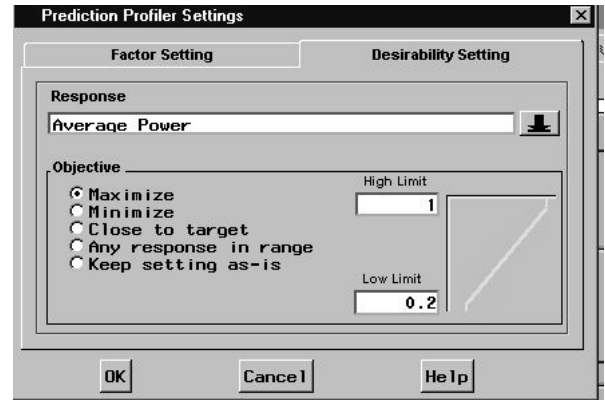 Prediction Profiler Settings
Factor Setting
Desirability Setting
Response
Average Power
Objective
Maximize
Minimize
Close to target
Any response in range
Keep setting as-is
High Limit
1
Low Limit
0.2
OK
Cancel
Help